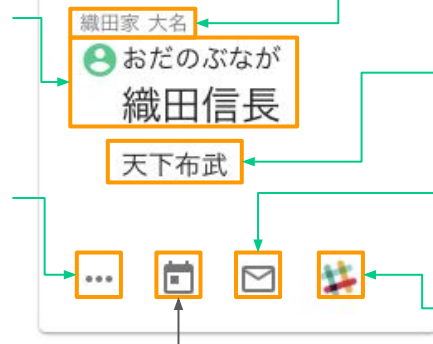 織田家 大名
おだのぶなが
織田信長
天下布武